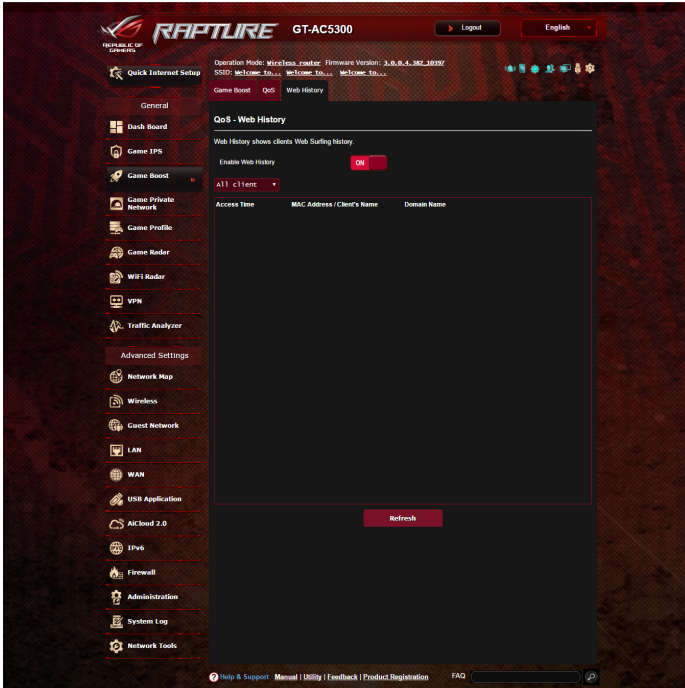 REPUBLIC OF
GAMERS
RAPTURE
GT-AC5300
Logout
English
Quick Internet Setup
Operation Mode: Wireless router Firmware Version: 3.0.0.4.382_10397
SSID: Welcome to... Welcome to... Welcome to...
Game Boost QoS Web History
General
Dash Board
Game IPS
Game Boost
Game Private
Network
Game Profile
Game Radar
WiFi Radar
VPN
Traffic Analyzer
Advanced Settings
Network Map
Wireless
Guest Network
LAN
WAN
USB Application
AiCloud 2.0
IPv6
Firewall
Administration
System Log
Network Tools
QoS - Web History
Web History shows clients Web Surfing history.
Enable Web History ON
All client
Access Time MAC Address / Client's Name Domain Name
Refresh
Help & Support Manual | Utility | Feedback | Product Registration FAQ